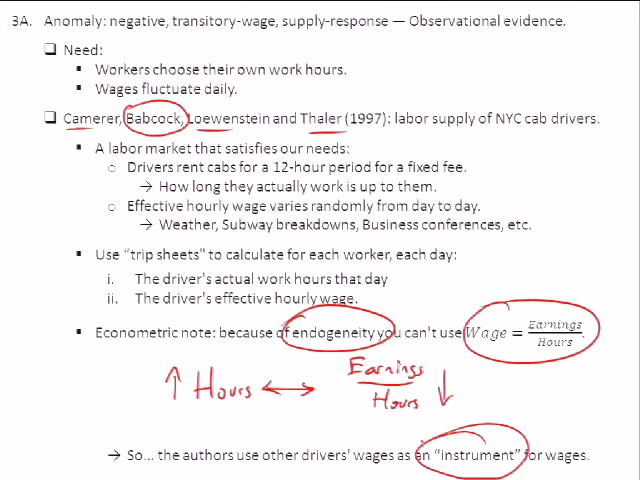 3A. Anomaly: negative, transitory-wage, supply-response — Observational evidence.
❑ Need:
▪ Workers choose their own work hours.
▪ Wages fluctuate daily.
❑ Camerer, Babcock, Loewenstein and Thaler (1997): labor supply of NYC cab drivers.
▪ A labor market that satisfies our needs:
○ Drivers rent cabs for a 12-hour period for a fixed fee.
→ How long they actually work is up to them.
○ Effective hourly wage varies randomly from day to day.
→ Weather, Subway breakdowns, Business conferences, etc.
▪ Use "trip sheets" to calculate for each worker, each day:
i. The driver's actual work hours that day
ii. The driver's effective hourly wage.
▪ Econometric note: because of endogeneity you can't use Wage = Earnings/Hours.
↑ Hours ↔ Earnings/Hours ↓
→ So... the authors use other drivers' wages as an "instrument" for wages.